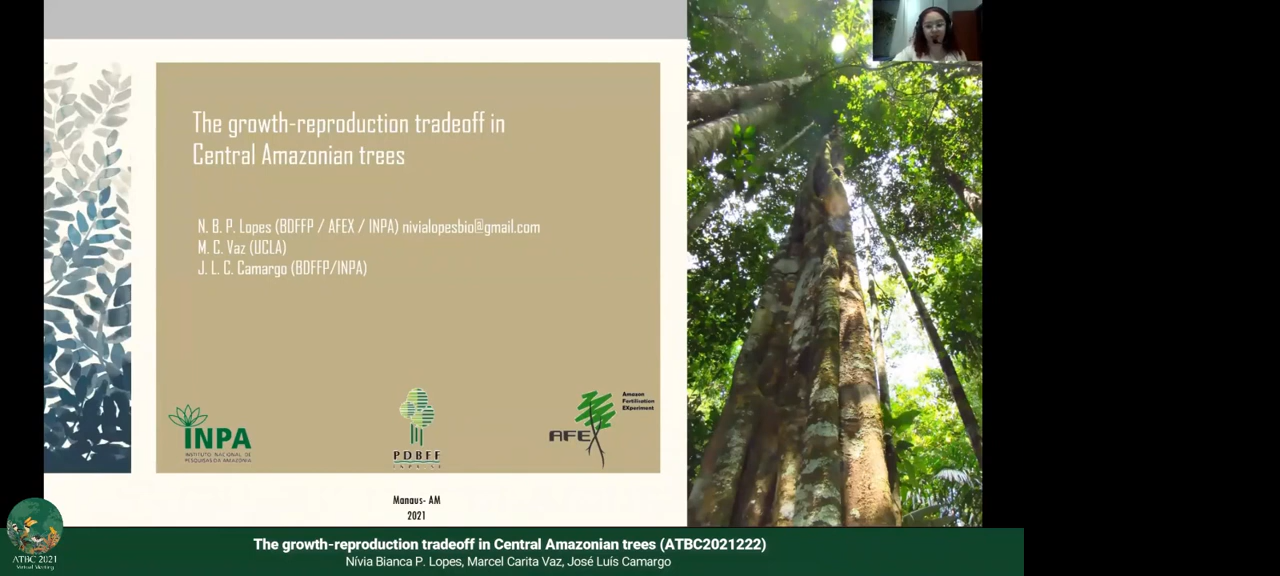 The growth-reproduction tradeoff in
Central Amazonian trees
N. B. P. Lopes (BDFFP / AFEX / INPA) nivialopesbio@gmail.com
M. C. Vaz (UCLA)
J. L. C. Camargo (BDFFP/INPA)
INPA
INSTITUTO NACIONAL DE
PESQUISAS DA AMAZÔNIA
PDBFF
Amazon
Fertilisation
EXperiment
AFEX
Manaus- AM
2021
ATBC 2021
Virtual Meeting
The growth-reproduction tradeoff in Central Amazonian trees (ATBC2021222)
Nívia Bianca P. Lopes, Marcel Carita Vaz, José Luís Camargo